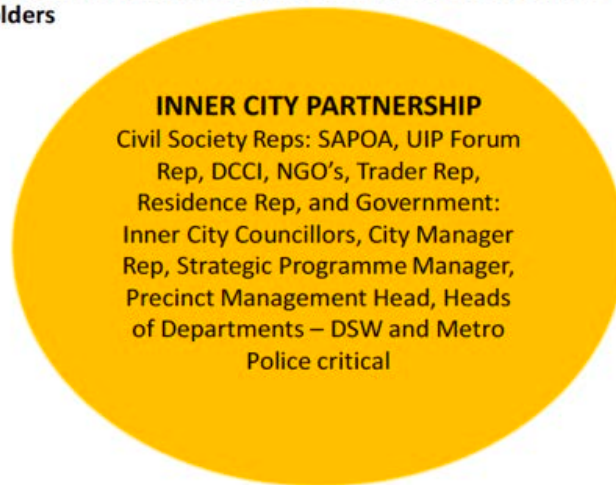 lders
INNER CITY PARTNERSHIP
Civil Society Reps: SAPOA, UIP Forum
Rep, DCCI, NGO’s, Trader Rep,
Residence Rep, and Government:
Inner City Councillors, City Manager
Rep, Strategic Programme Manager,
Precinct Management Head, Heads
of Departments – DSW and Metro
Police critical